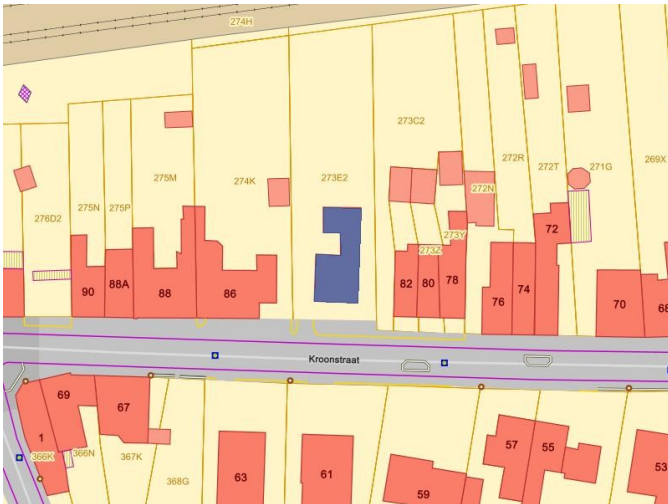 274H
273C2
272R
272T
271G
269X
275M
274K
273E2
272N
276D2
275N
275P
273Y
273Z
72
90
88A
88
86
82
80
78
76
74
70
68
Kroonstraat
69
67
1
366K
366N
367K
368G
63
61
59
57
55
53